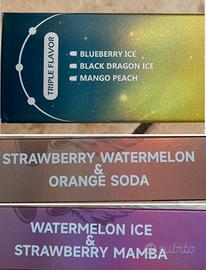 TRIPLE FLAVOR
BLUEBERRY ICE
BLACK DRAGON ICE
MANGO PEACH
STRAWBERRY WATERMELON
&
ORANGE SODA
WATERMELON ICE
&
STRAWBERRY MAMBA
subito